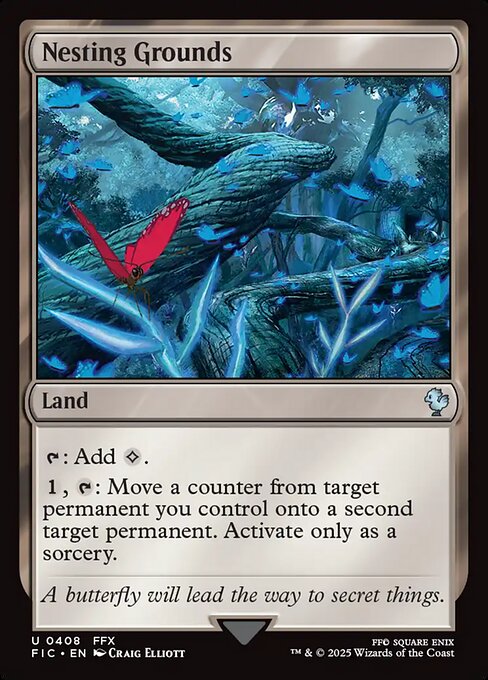 Nesting Grounds
Land
: Add .
1, : Move a counter from target
permanent you control onto a second
target permanent. Activate only as a
sorcery.
A butterfly will lead the way to secret things.
U 0408 FFX
FIC • EN Craig Elliott
FF© SQUARE ENIX
™ & © 2025 Wizards of the Coast